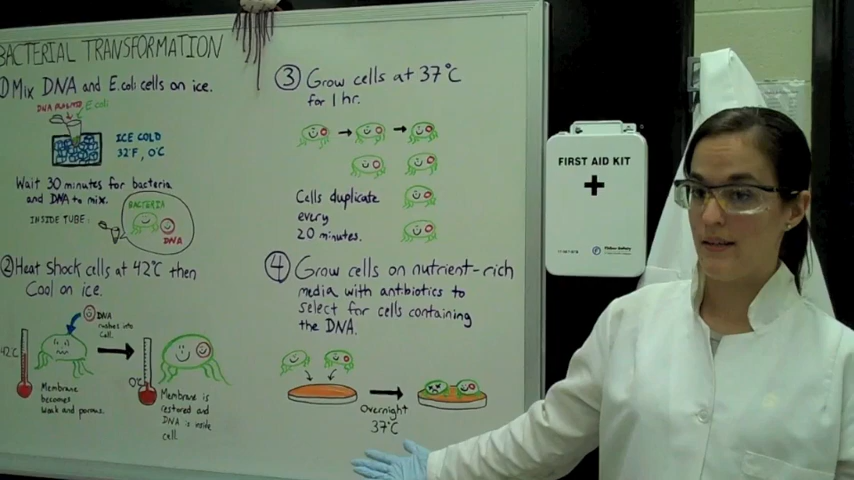 BACTERIAL TRANSFORMATION
1) Mix DNA and E.coli cells on ice.
DNA PLASMID
E.coli
ICE COLD
32°F, 0°C
Wait 30 minutes for bacteria
and DNA to mix.
INSIDE TUBE:
BACTERIA
DNA
2 Heat Shock cells at 42°C then
Cool on ice.
DNA
rushes into
cell.
42°C
0°C
Membrane
becomes
weak and porous.
Membrane is
restored and
DNA is inside
cell.
3 Grow cells at 37°C
for 1 hr.
Cells duplicate
every
20 minutes.
4 Grow cells on nutrient-rich
media with antibiotics to
select for cells containing
the DNA.
Overnight
37°C
FIRST AID KIT
Fisher Safety